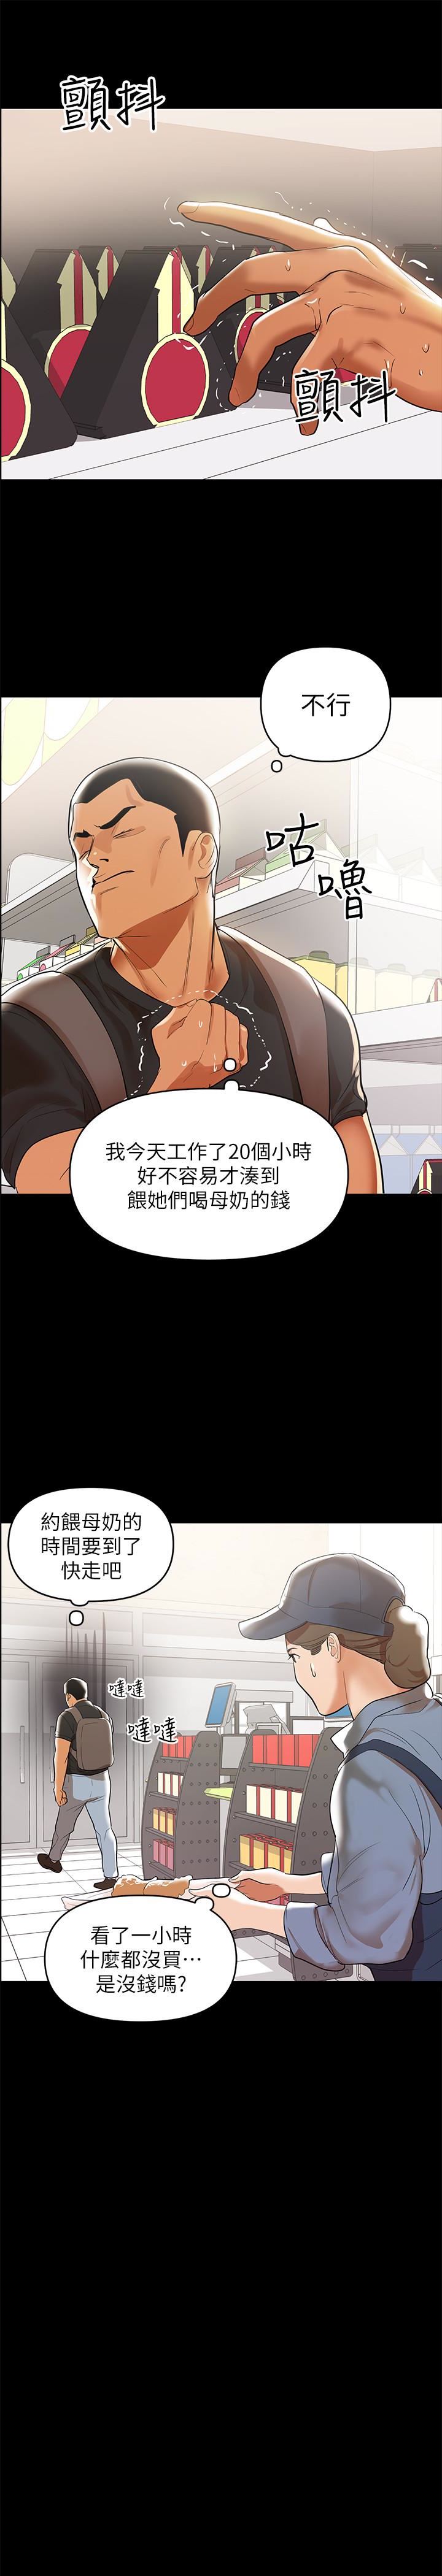 顫抖
顫抖
不行
咕嚕
我今天工作了20個小時
好不容易才湊到
餵她們喝母奶的錢
約餵母奶的
時間要到了
快走吧
噠噠
噠噠
看了一小時
什麼都沒買…
是沒錢嗎?